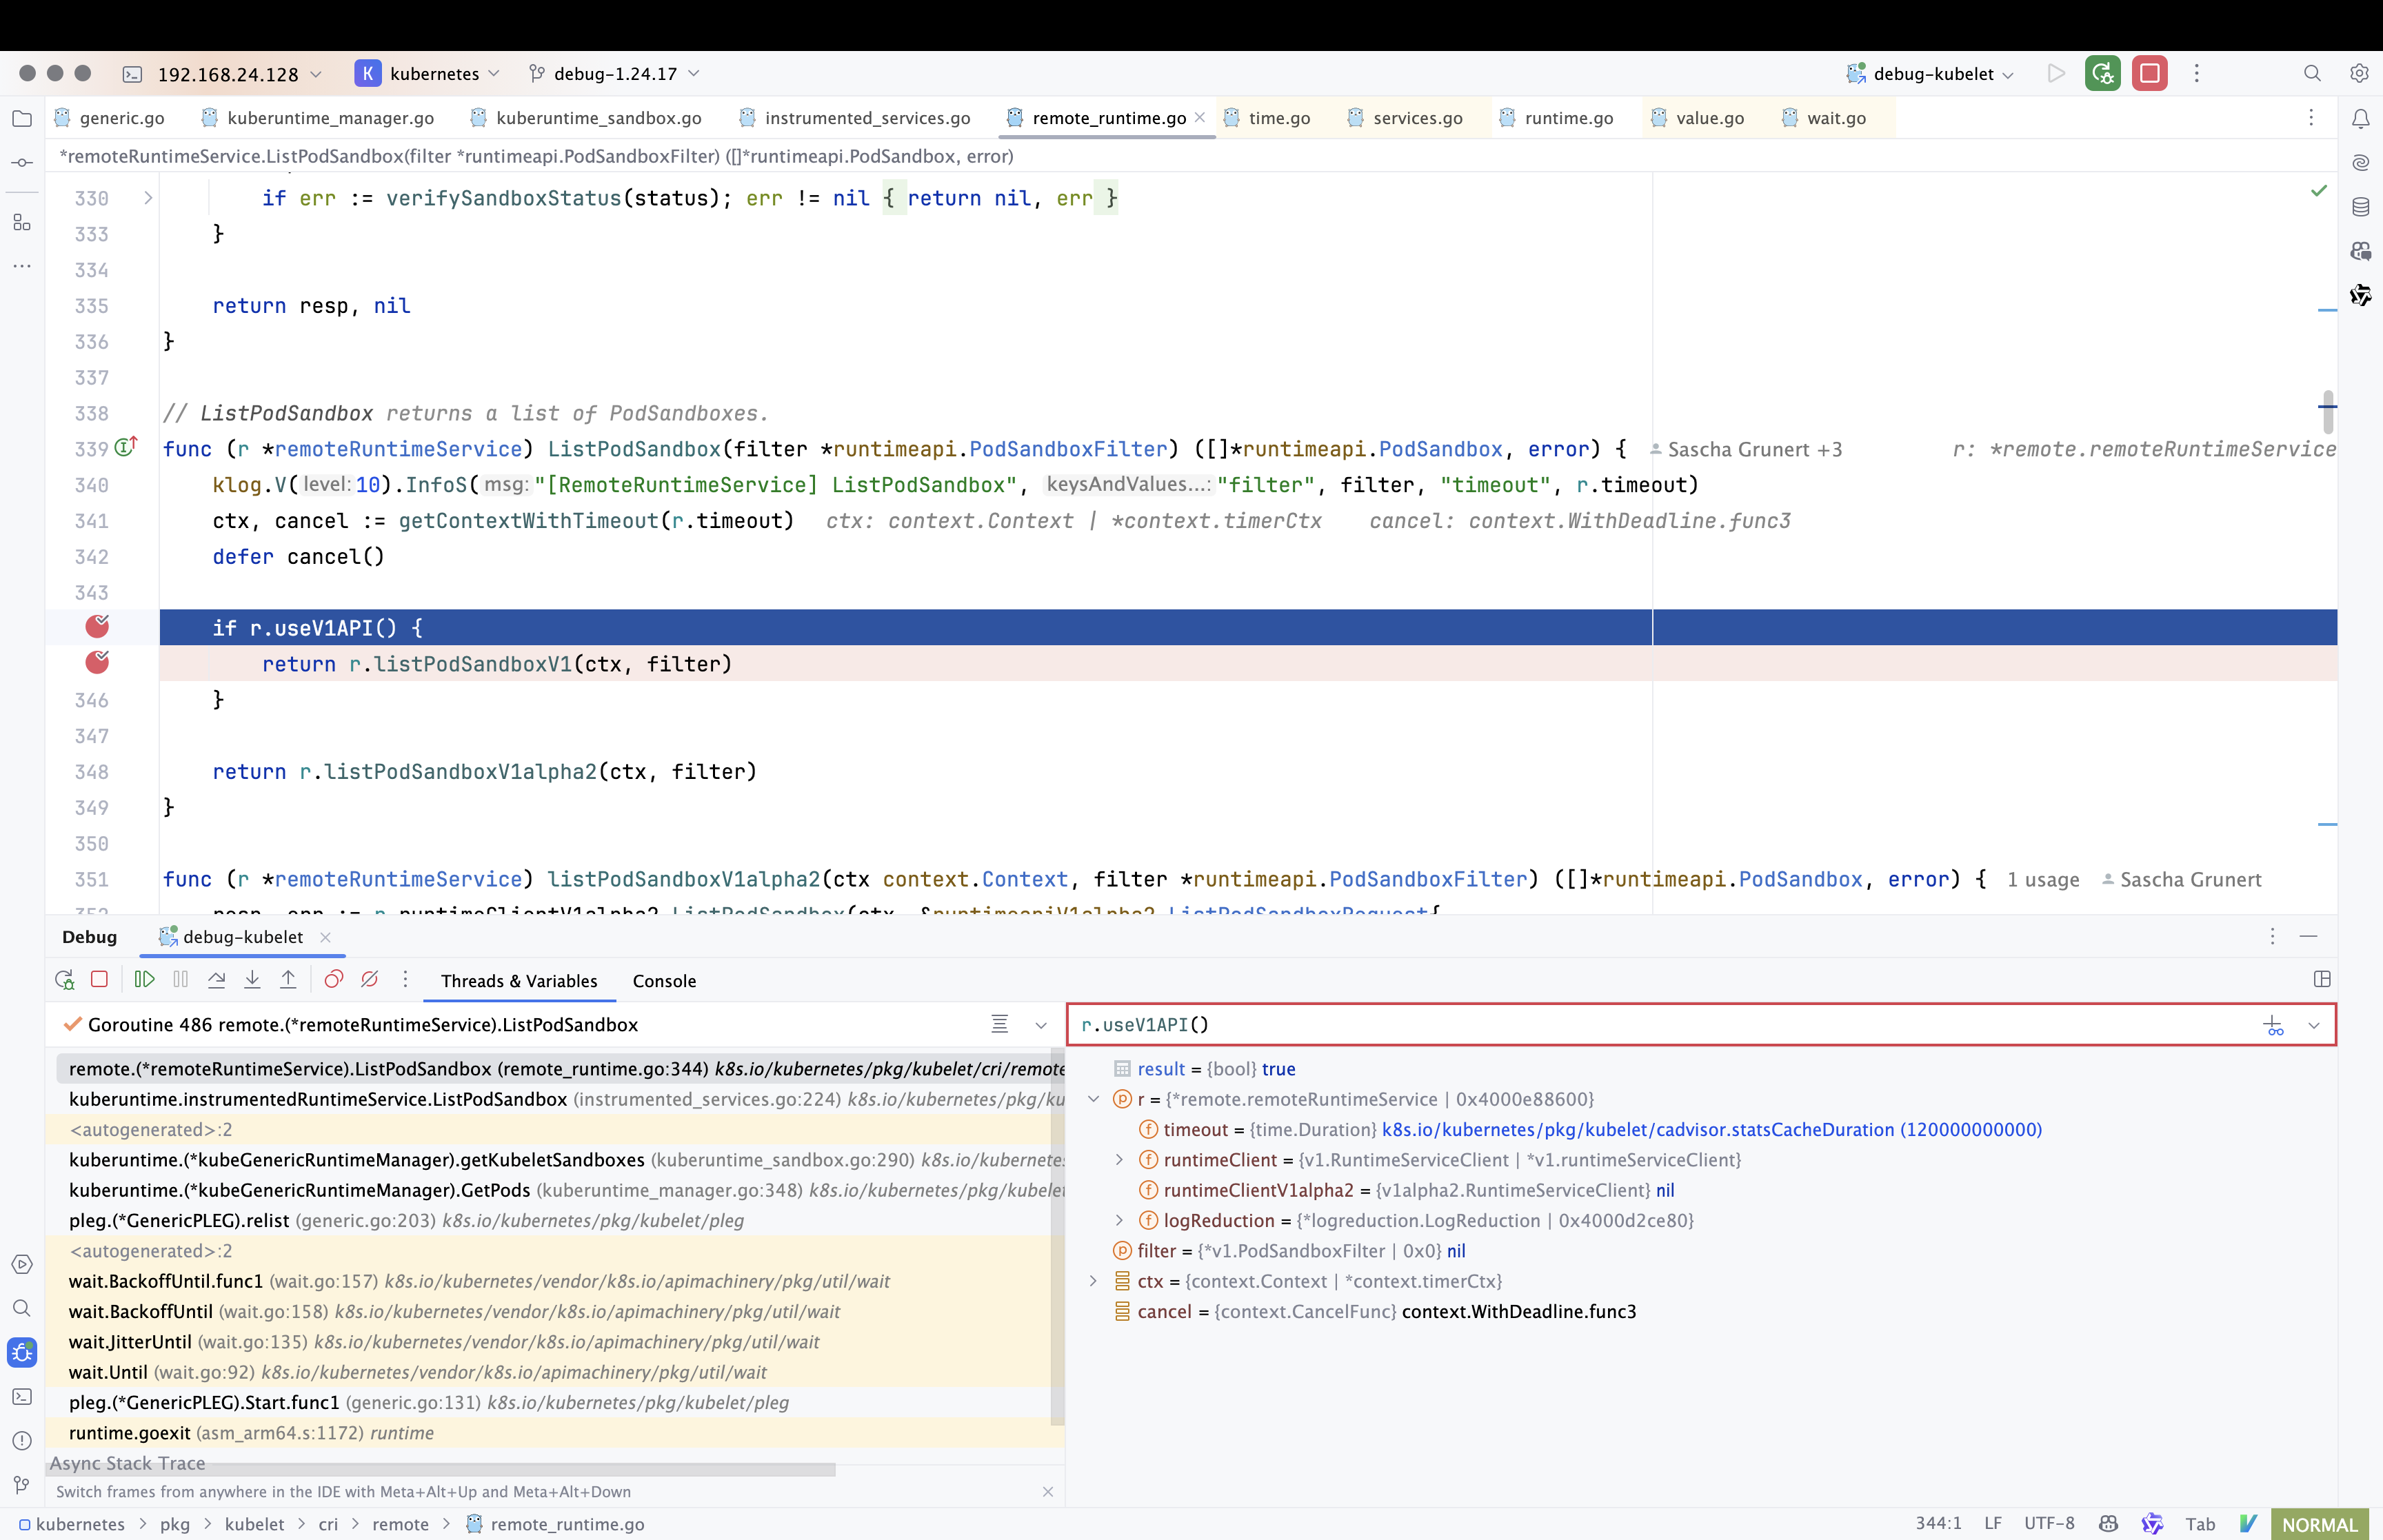 192.168.24.128 K kubernetes debug-1.24.17 debug-kubelet
generic.go kuberuntime_manager.go kuberuntime_sandbox.go instrumented_services.go remote_runtime.go time.go services.go runtime.go value.go wait.go
*remoteRuntimeService.ListPodSandbox(filter *runtimeapi.PodSandboxFilter) ([]*runtimeapi.PodSandbox, error)
330 if err := verifySandboxStatus(status); err != nil { return nil, err }
333 }
334
335 return resp, nil
336 }
337
338 // ListPodSandbox returns a list of PodSandboxes.
339 func (r *remoteRuntimeService) ListPodSandbox(filter *runtimeapi.PodSandboxFilter) ([]*runtimeapi.PodSandbox, error) { Sascha Grunert +3 r: *remote.remoteRuntimeService
340 klog.V( level: 10).InfoS( msg: "[RemoteRuntimeService] ListPodSandbox", keysAndValues...: "filter", filter, "timeout", r.timeout)
341 ctx, cancel := getContextWithTimeout(r.timeout) ctx: context.Context | *context.timerCtx cancel: context.WithDeadline.func3
342 defer cancel()
343
if r.useV1API() {
return r.listPodSandboxV1(ctx, filter)
346 }
347
348 return r.listPodSandboxV1alpha2(ctx, filter)
349 }
350
351 func (r *remoteRuntimeService) listPodSandboxV1alpha2(ctx context.Context, filter *runtimeapi.PodSandboxFilter) ([]*runtimeapi.PodSandbox, error) { 1 usage Sascha Grunert
Debug debug-kubelet
Threads & Variables Console
Goroutine 486 remote.(*remoteRuntimeService).ListPodSandbox
remote.(*remoteRuntimeService).ListPodSandbox (remote_runtime.go:344) k8s.io/kubernetes/pkg/kubelet/cri/remote
kuberuntime.instrumentedRuntimeService.ListPodSandbox (instrumented_services.go:224) k8s.io/kubernetes/pkg/ku
<autogenerated>:2
kuberuntime.(*kubeGenericRuntimeManager).getKubeletSandboxes (kuberuntime_sandbox.go:290) k8s.io/kubernetes
kuberuntime.(*kubeGenericRuntimeManager).GetPods (kuberuntime_manager.go:348) k8s.io/kubernetes/pkg/kubelet
pleg.(*GenericPLEG).relist (generic.go:203) k8s.io/kubernetes/pkg/kubelet/pleg
<autogenerated>:2
wait.BackoffUntil.func1 (wait.go:157) k8s.io/kubernetes/vendor/k8s.io/apimachinery/pkg/util/wait
wait.BackoffUntil (wait.go:158) k8s.io/kubernetes/vendor/k8s.io/apimachinery/pkg/util/wait
wait.JitterUntil (wait.go:135) k8s.io/kubernetes/vendor/k8s.io/apimachinery/pkg/util/wait
wait.Until (wait.go:92) k8s.io/kubernetes/vendor/k8s.io/apimachinery/pkg/util/wait
pleg.(*GenericPLEG).Start.func1 (generic.go:131) k8s.io/kubernetes/pkg/kubelet/pleg
runtime.goexit (asm_arm64.s:1172) runtime
Async Stack Trace
Switch frames from anywhere in the IDE with Meta+Alt+Up and Meta+Alt+Down
r.useV1API()
result = {bool} true
r = {*remote.remoteRuntimeService | 0x4000e88600}
timeout = {time.Duration} k8s.io/kubernetes/pkg/kubelet/cadvisor.statsCacheDuration (120000000000)
runtimeClient = {v1.RuntimeServiceClient | *v1.runtimeServiceClient}
runtimeClientV1alpha2 = {v1alpha2.RuntimeServiceClient} nil
logReduction = {*logreduction.LogReduction | 0x4000d2ce80}
filter = {*v1.PodSandboxFilter | 0x0} nil
ctx = {context.Context | *context.timerCtx}
cancel = {context.CancelFunc} context.WithDeadline.func3
kubernetes > pkg > kubelet > cri > remote > remote_runtime.go 344:1 LF UTF-8 Tab NORMAL